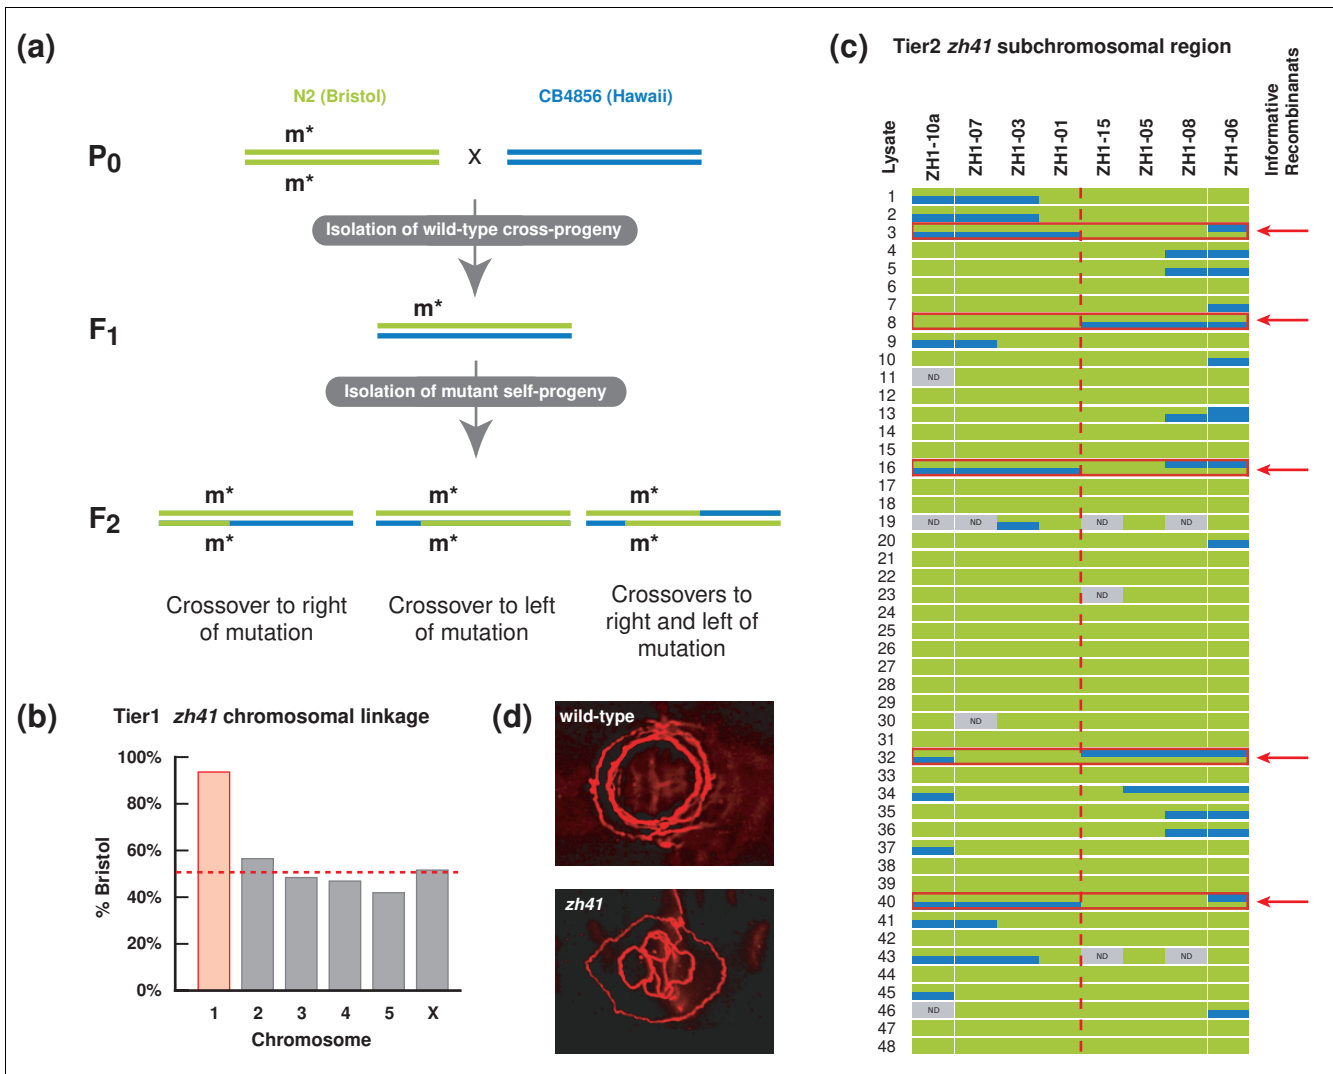 (a)
N2 (Bristol)
CB4856 (Hawaii)
P0
m*
x
m*
Isolation of wild-type cross-progeny
F1
m*
Isolation of mutant self-progeny
F2
m* m* m*
m* m* m*
Crossover to right
of mutation
Crossover to left
of mutation
Crossovers to
right and left of
mutation
(b)
Tier1 zh41 chromosomal linkage
% Bristol
100%
80%
60%
40%
20%
0%
1 2 3 4 5 X
Chromosome
(d)
wild-type
zh41
(c)
Tier2 zh41 subchromosomal region
Lysate
ZH1-10a
ZH1-07
ZH1-03
ZH1-01
ZH1-15
ZH1-05
ZH1-08
ZH1-06
Informative
Recombinanats
1
2
3
4
5
6
7
8
9
10
11 ND
12
13
14
15
16
17
18
19 ND ND ND ND
20
21
22
23 ND
24
25
26
27
28
29
30 ND
31
32
33
34
35
36
37
38
39
40
41
42
43 ND ND
44
45
46 ND
47
48